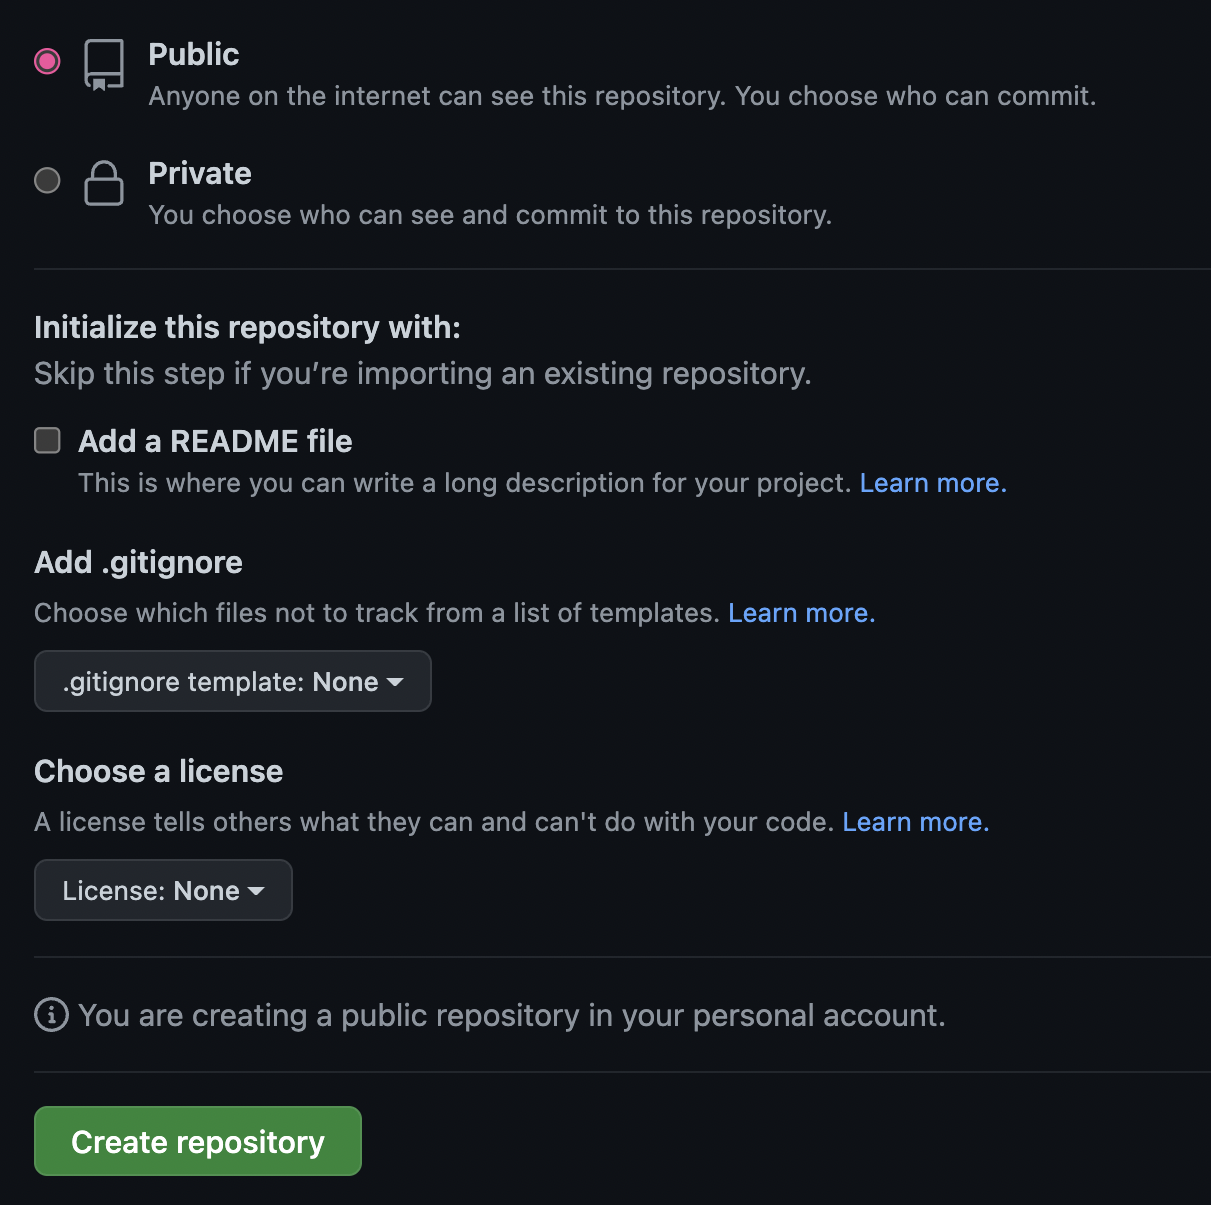 Public
Anyone on the internet can see this repository. You choose who can commit.
Private
You choose who can see and commit to this repository.
Initialize this repository with:
Skip this step if you’re importing an existing repository.
Add a README file
This is where you can write a long description for your project. Learn more.
Add .gitignore
Choose which files not to track from a list of templates. Learn more.
.gitignore template: None
Choose a license
A license tells others what they can and can't do with your code. Learn more.
License: None
You are creating a public repository in your personal account.
Create repository